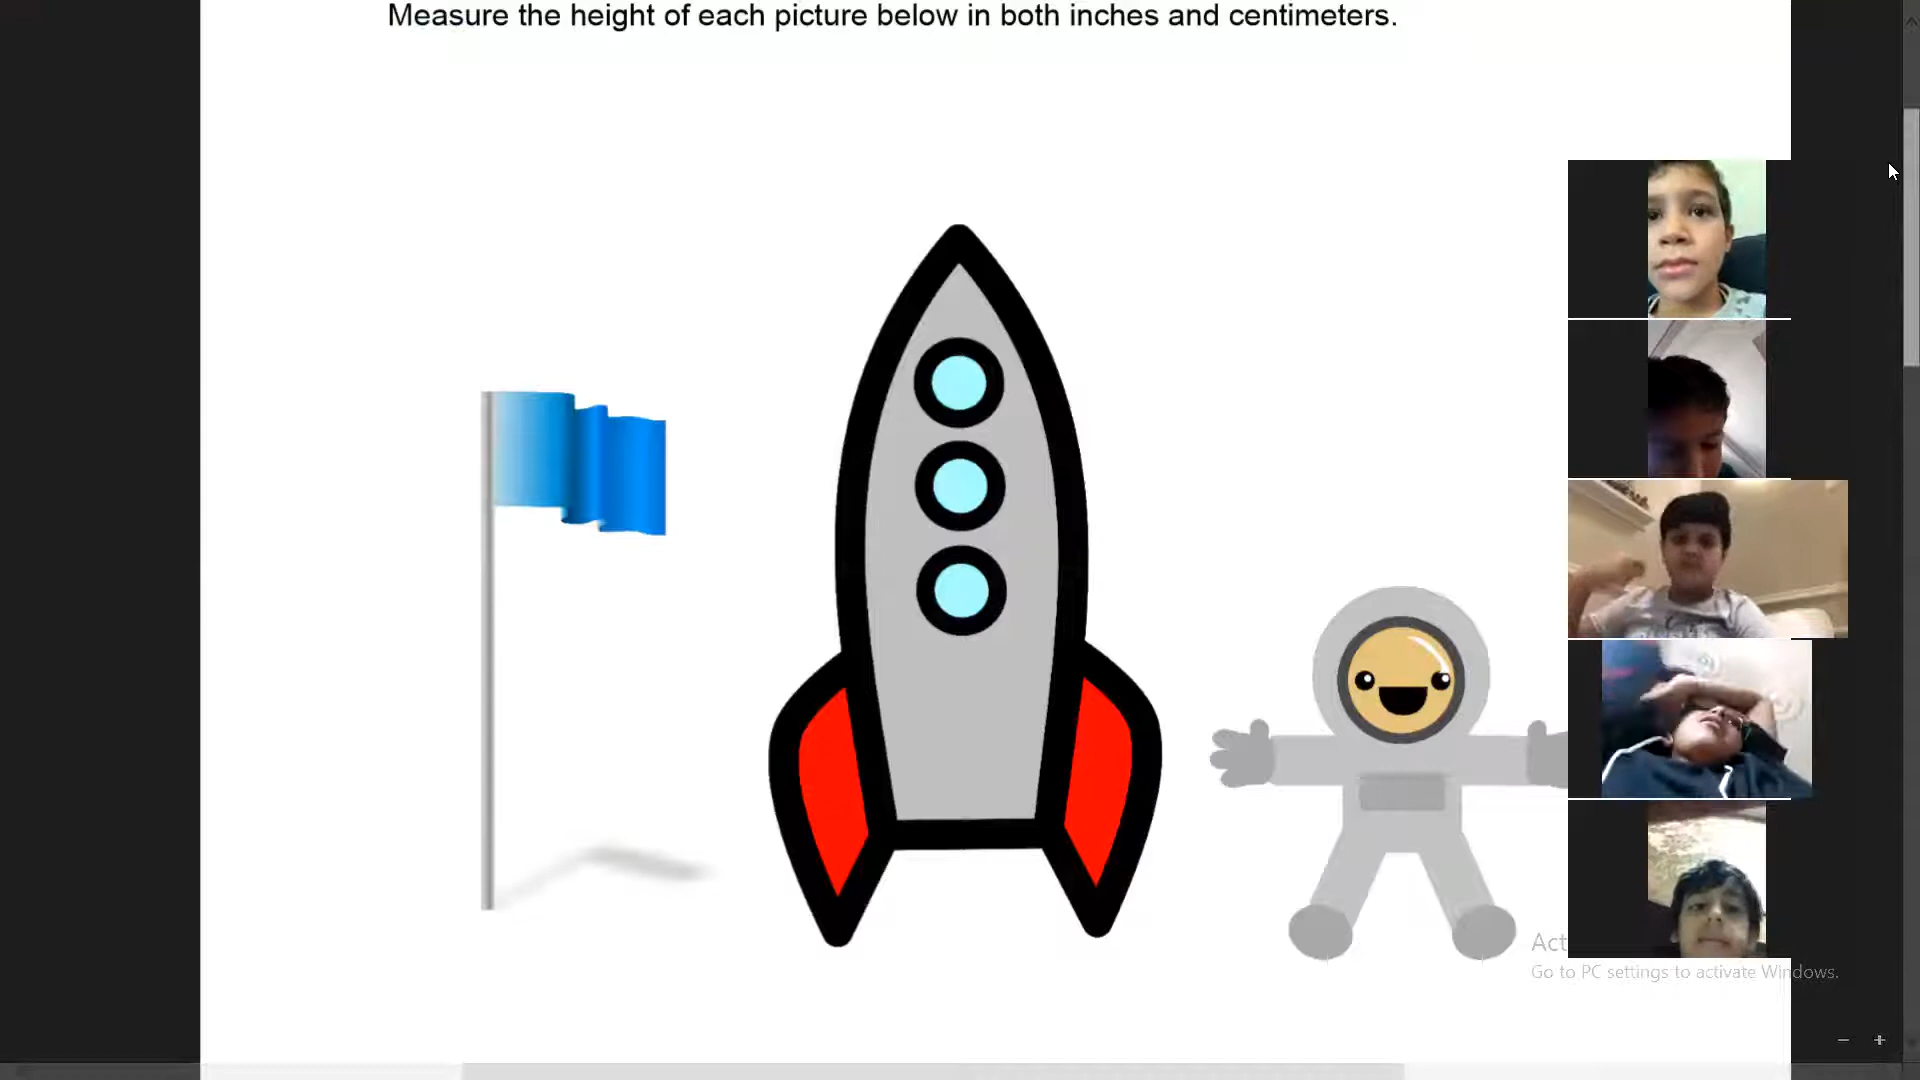 Measure the height of each picture below in both inches and centimeters.
Act
Go to PC settings to activate Windows.